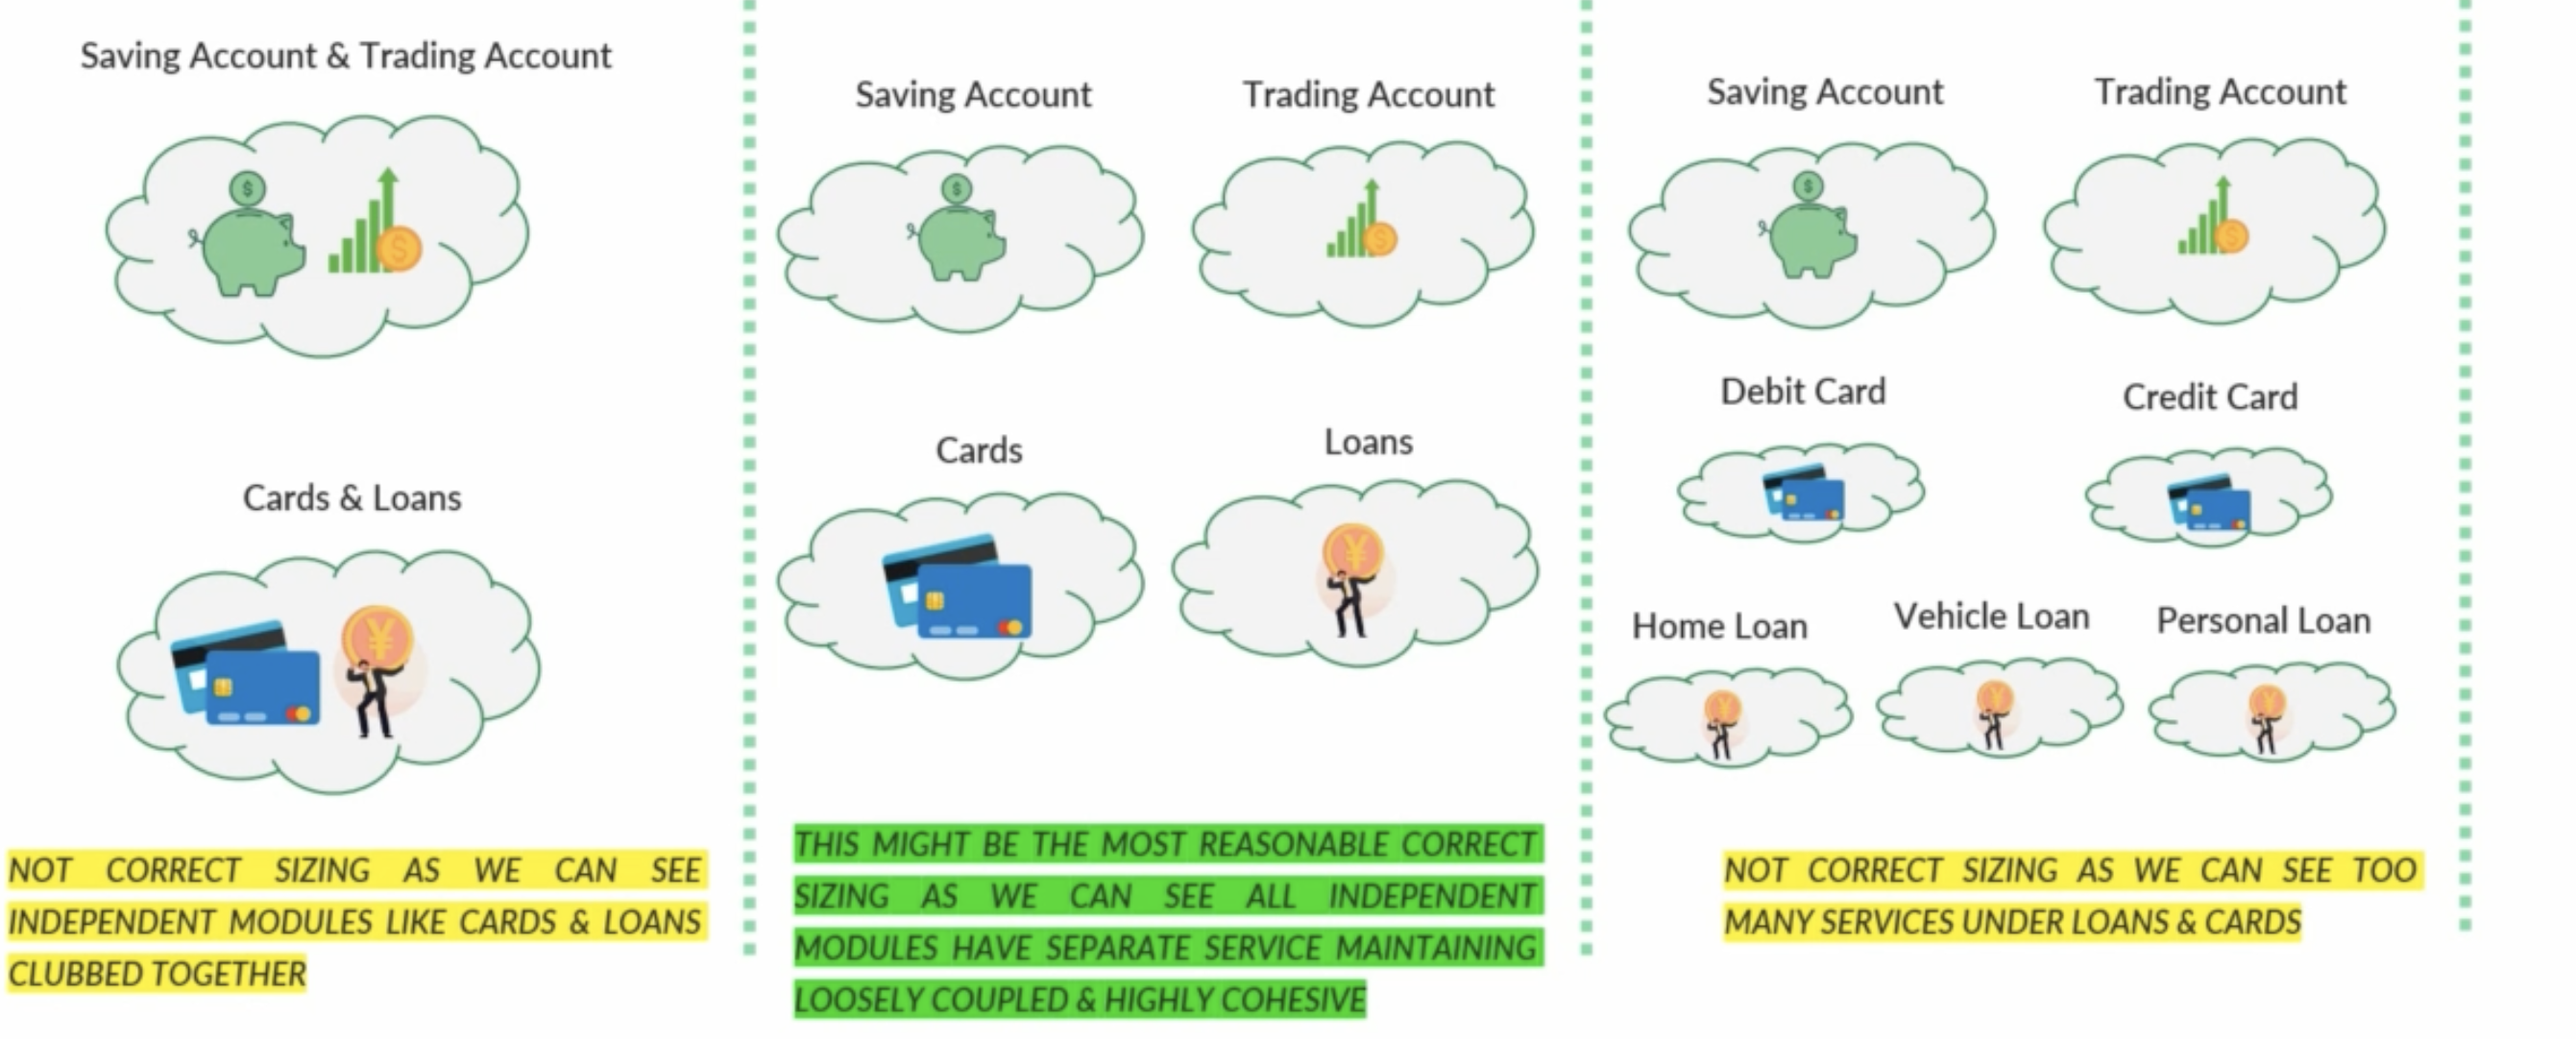 Saving Account & Trading Account
Cards & Loans
NOT CORRECT SIZING AS WE CAN SEE
INDEPENDENT MODULES LIKE CARDS & LOANS
CLUBBED TOGETHER
Saving Account
Trading Account
Cards
Loans
THIS MIGHT BE THE MOST REASONABLE CORRECT
SIZING AS WE CAN SEE ALL INDEPENDENT
MODULES HAVE SEPARATE SERVICE MAINTAINING
LOOSELY COUPLED & HIGHLY COHESIVE
Saving Account
Trading Account
Debit Card
Credit Card
Home Loan
Vehicle Loan
Personal Loan
NOT CORRECT SIZING AS WE CAN SEE TOO
MANY SERVICES UNDER LOANS & CARDS